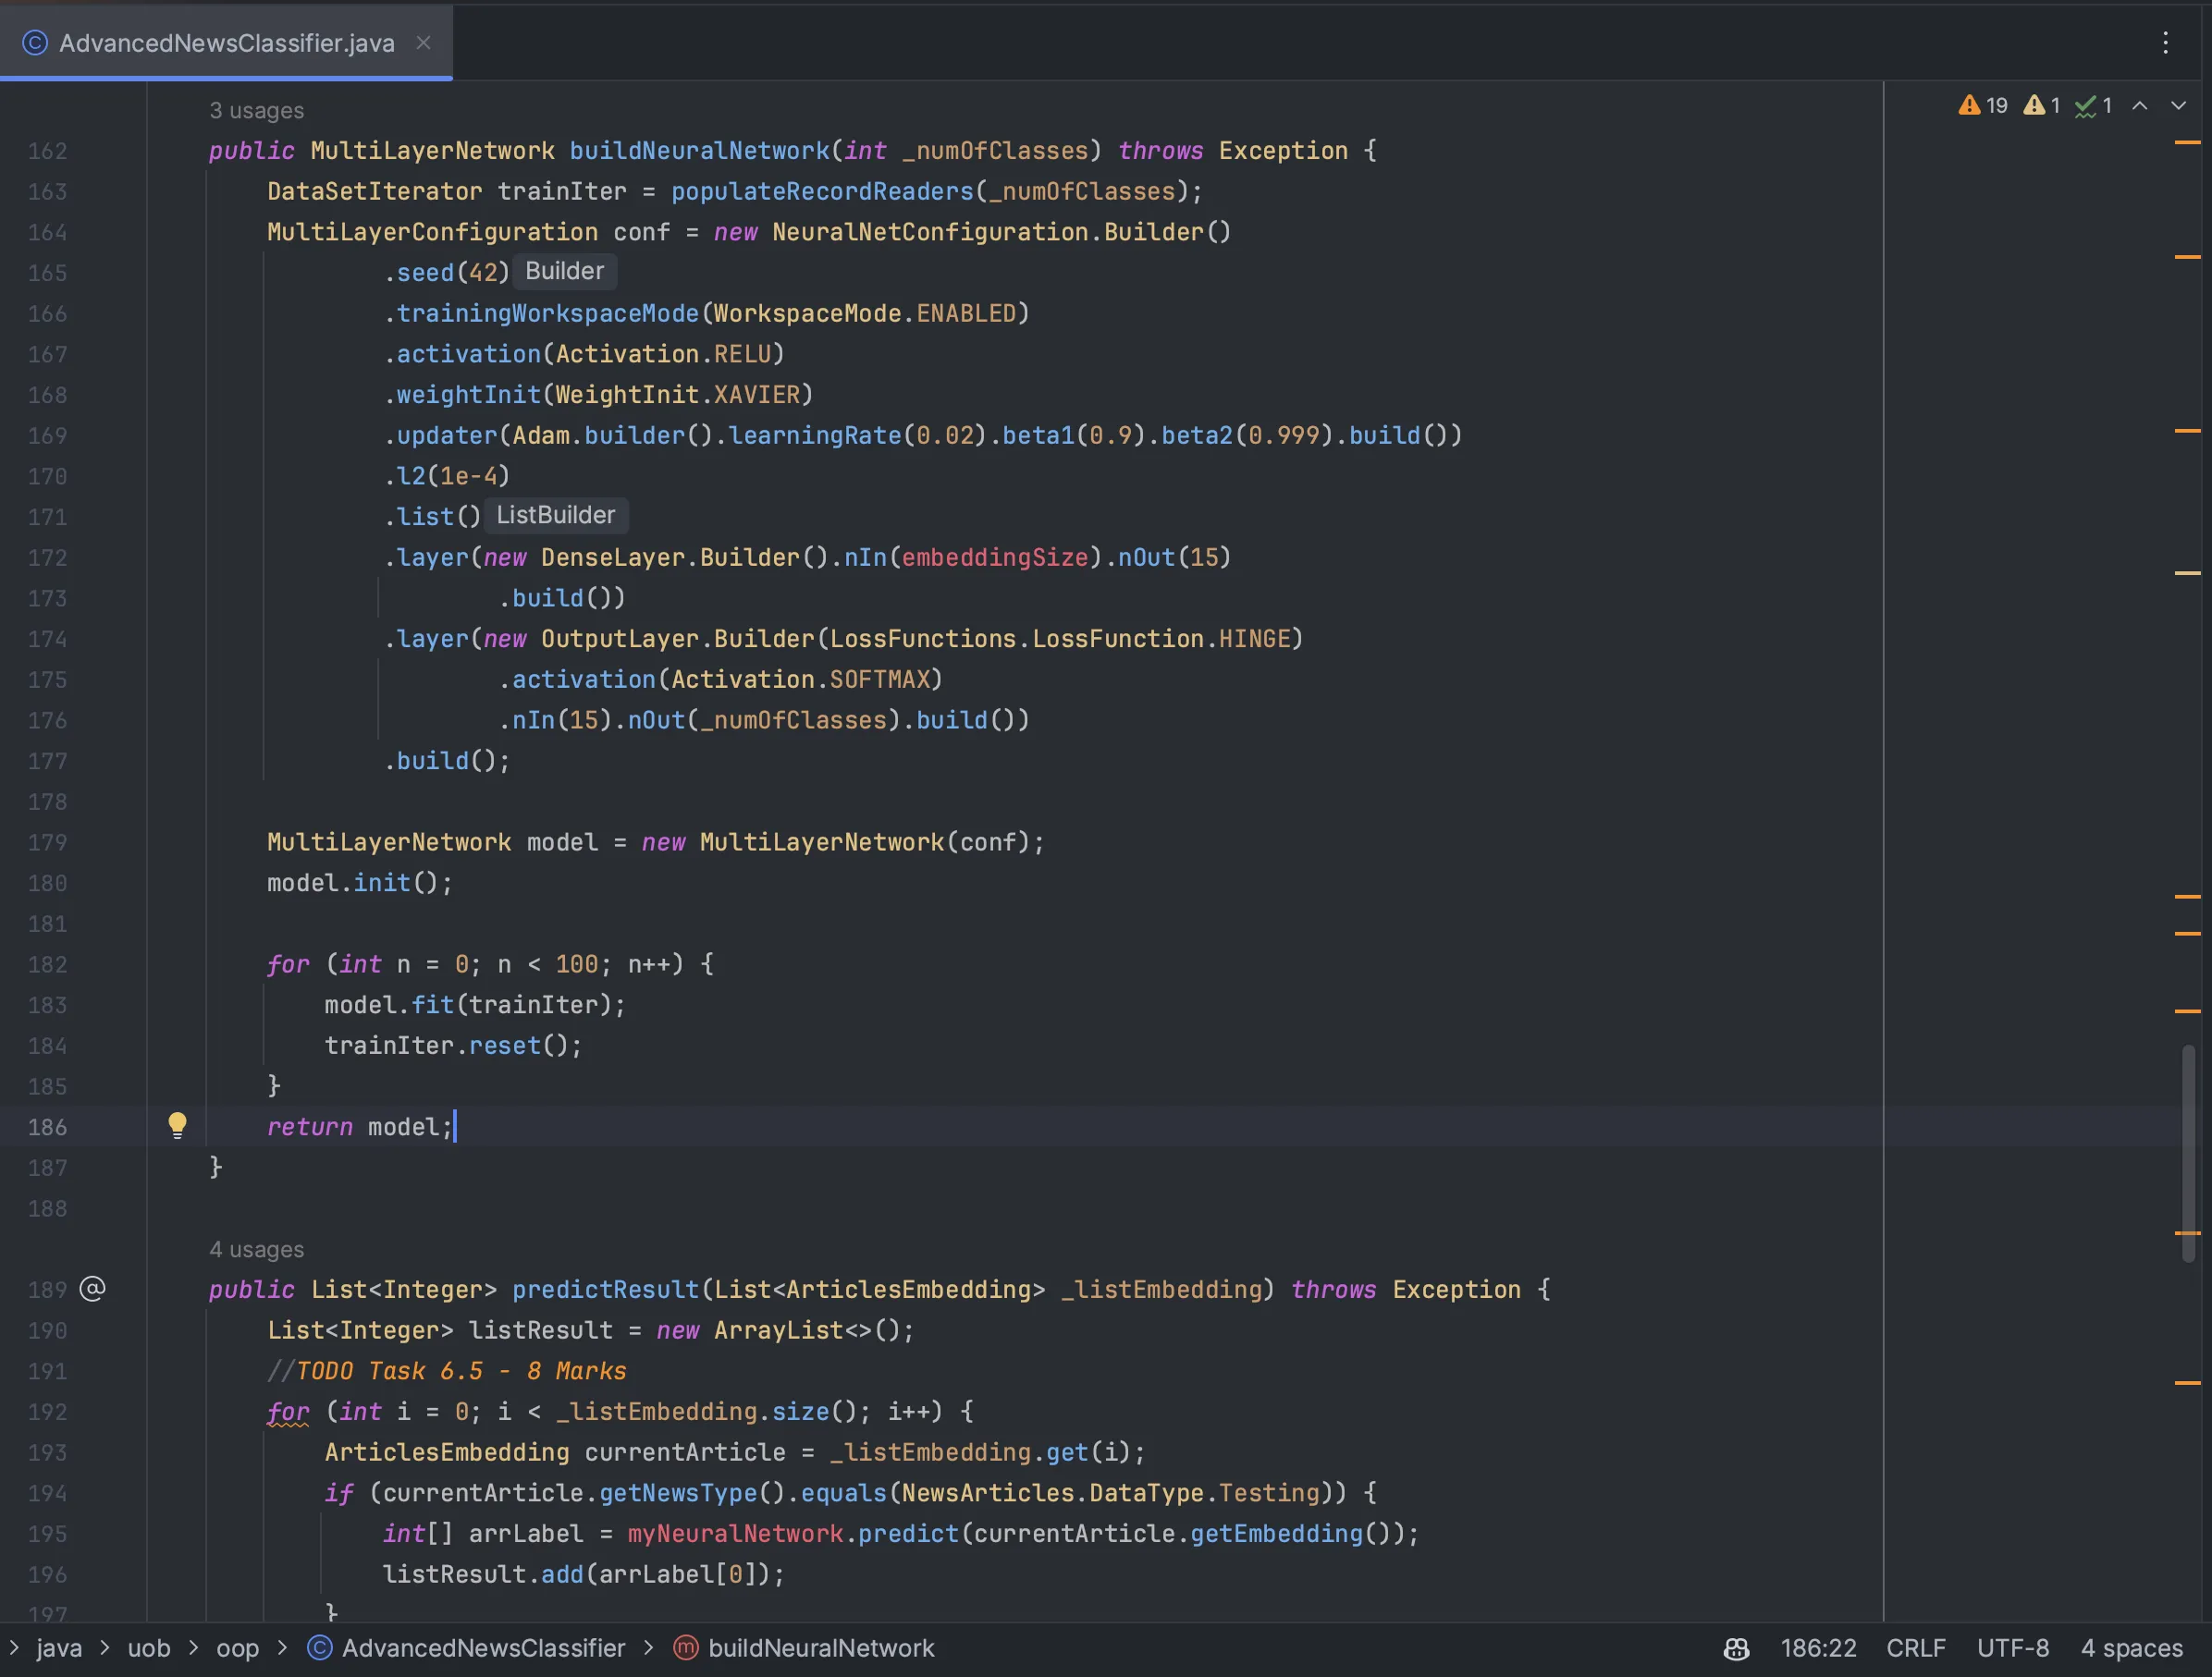 AdvancedNewsClassifier.java
19 1 1
3 usages
162 public MultiLayerNetwork buildNeuralNetwork(int _numOfClasses) throws Exception {
163 DataSetIterator trainIter = populateRecordReaders(_numOfClasses);
164 MultiLayerConfiguration conf = new NeuralNetConfiguration.Builder()
165 .seed(42) Builder
166 .trainingWorkspaceMode(WorkspaceMode.ENABLED)
167 .activation(Activation.RELU)
168 .weightInit(WeightInit.XAVIER)
169 .updater(Adam.builder().learningRate(0.02).beta1(0.9).beta2(0.999).build())
170 .l2(1e-4)
171 .list() ListBuilder
172 .layer(new DenseLayer.Builder().nIn(embeddingSize).nOut(15)
173 .build())
174 .layer(new OutputLayer.Builder(LossFunctions.LossFunction.HINGE)
175 .activation(Activation.SOFTMAX)
176 .nIn(15).nOut(_numOfClasses).build())
177 .build();
178
179 MultiLayerNetwork model = new MultiLayerNetwork(conf);
180 model.init();
181
182 for (int n = 0; n < 100; n++) {
183 model.fit(trainIter);
184 trainIter.reset();
185 }
186 return model;
187 }
188
4 usages
189 @ public List<Integer> predictResult(List<ArticlesEmbedding> _listEmbedding) throws Exception {
190 List<Integer> listResult = new ArrayList<>();
191 //TODO Task 6.5 - 8 Marks
192 for (int i = 0; i < _listEmbedding.size(); i++) {
193 ArticlesEmbedding currentArticle = _listEmbedding.get(i);
194 if (currentArticle.getNewsType().equals(NewsArticles.DataType.Testing)) {
195 int[] arrLabel = myNeuralNetwork.predict(currentArticle.getEmbedding());
196 listResult.add(arrLabel[0]);
197 }
> java > uob > oop > C AdvancedNewsClassifier > m buildNeuralNetwork 186:22 CRLF UTF-8 4 spaces